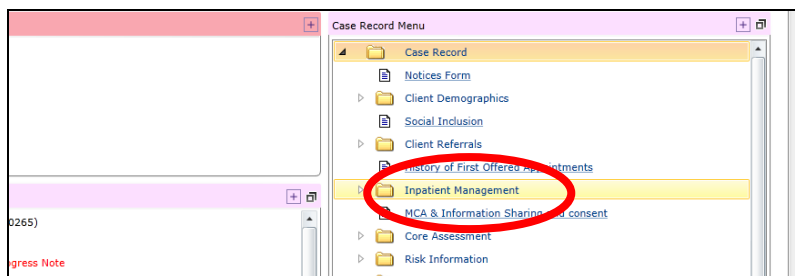 Case Record Menu
Case Record
Notices Form
Client Demographics
Social Inclusion
Client Referrals
History of First Offered Appointments
Inpatient Management
MCA & Information Sharing and consent
Core Assessment
Risk Information
0265)
gress Note